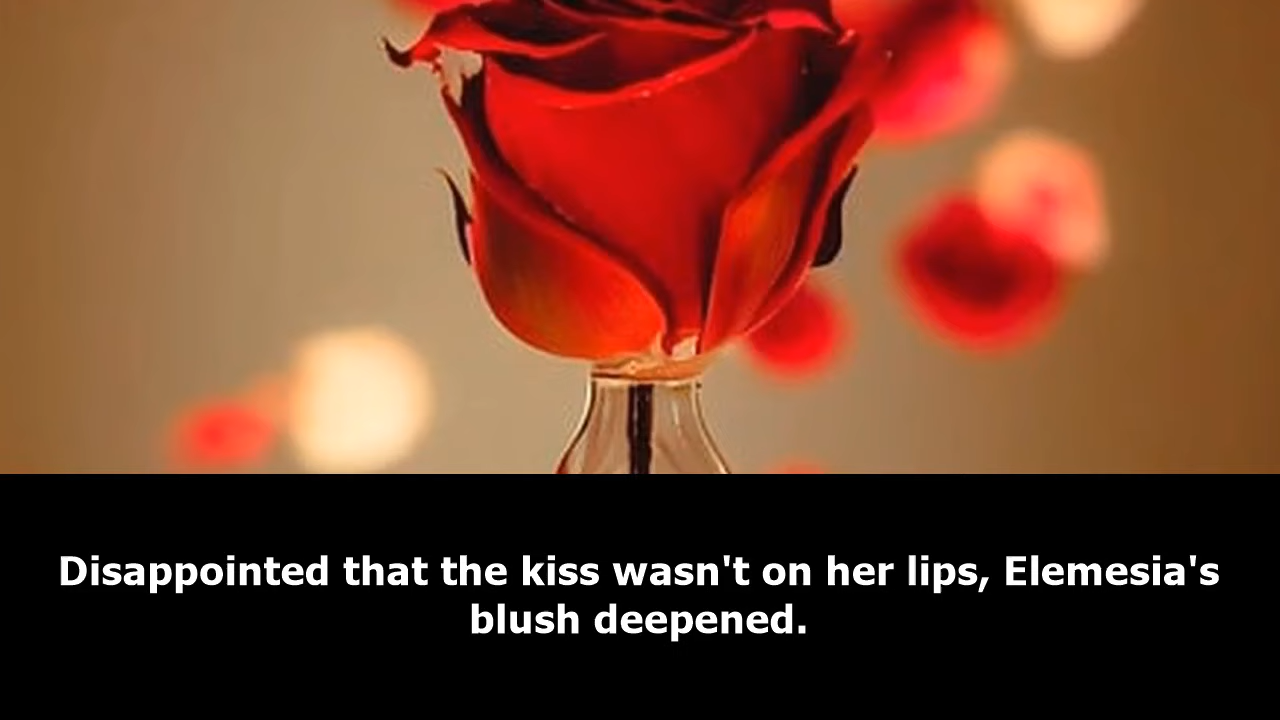 Disappointed that the kiss wasn't on her lips, Elemesia's
blush deepened.